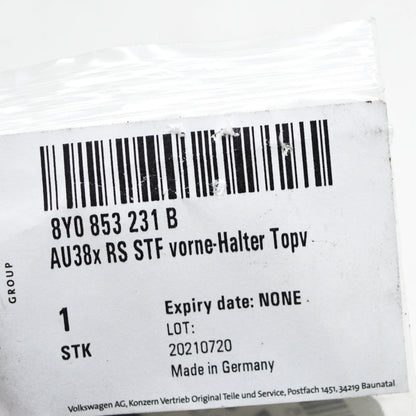 8Y0 853 231 B
AU38x RS STF vorne-Halter Topv
GROUP
1
STK
Expiry date: NONE
LOT:
20210720
Made in Germany
Volkswagen AG, Konzern Vertrieb Original Teile und Service, Postfach 1451, 34219 Baunatal